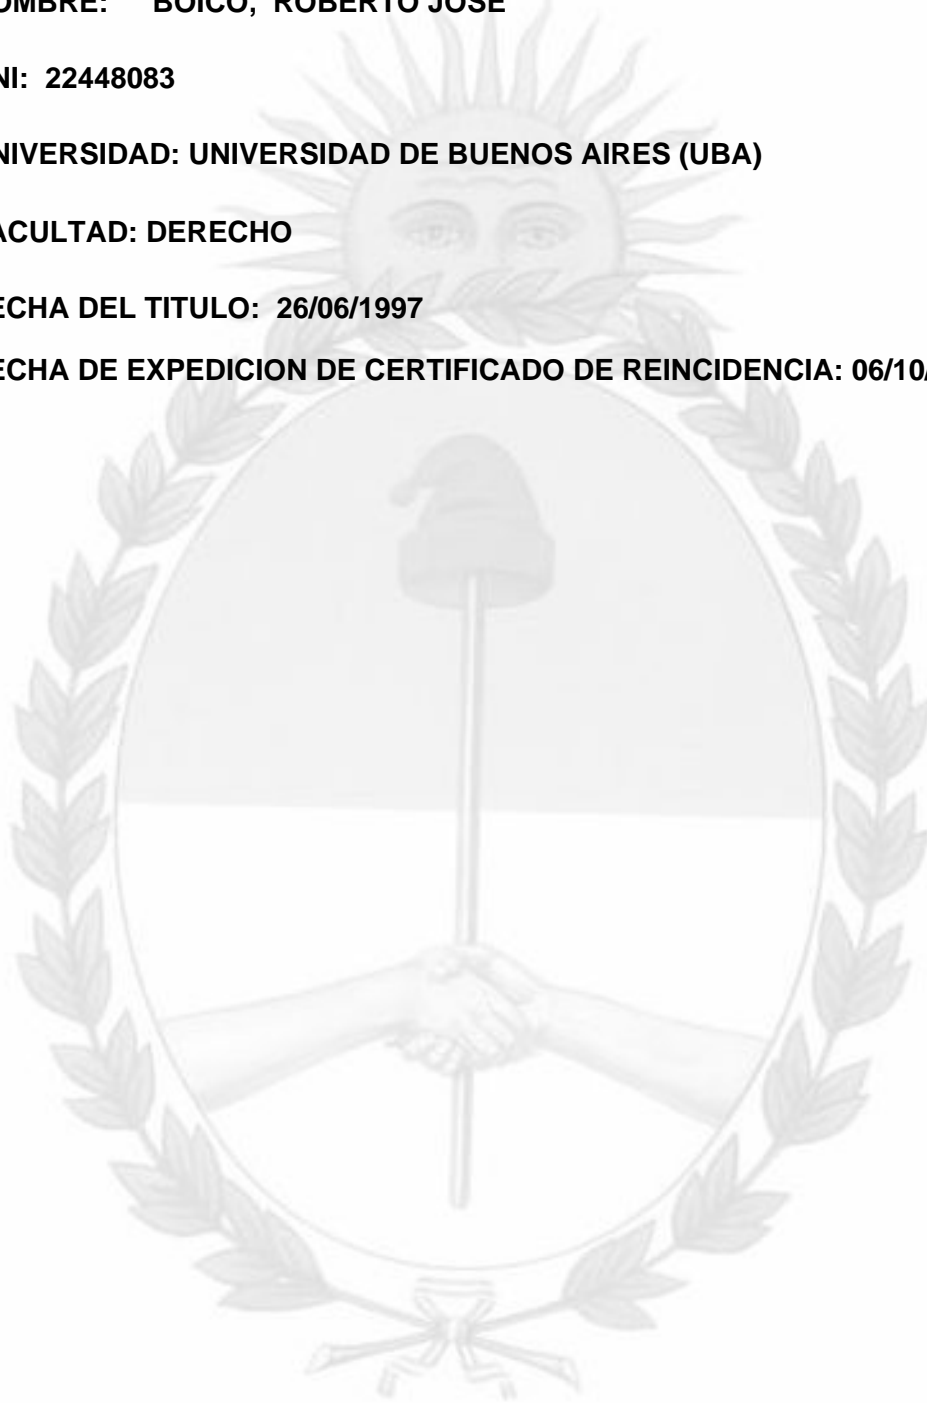 OMBRE: BOICO, ROBERTO JOSE
NI: 22448083
NIVERSIDAD: UNIVERSIDAD DE BUENOS AIRES (UBA)
ACULTAD: DERECHO
ECHA DEL TITULO: 26/06/1997
ECHA DE EXPEDICION DE CERTIFICADO DE REINCIDENCIA: 06/10/